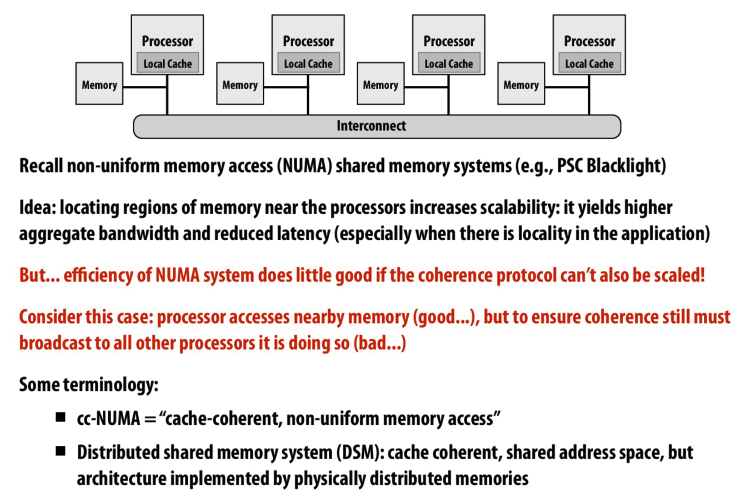 Processor Processor Processor Processor
Local Cache Local Cache Local Cache Local Cache
Memory Memory Memory Memory
Interconnect
Recall non-uniform memory access (NUMA) shared memory systems (e.g., PSC Blacklight)
Idea: locating regions of memory near the processors increases scalability: it yields higher
aggregate bandwidth and reduced latency (especially when there is locality in the application)
But... efficiency of NUMA system does little good if the coherence protocol can’t also be scaled!
Consider this case: processor accesses nearby memory (good...), but to ensure coherence still must
broadcast to all other processors it is doing so (bad...)
Some terminology:
■ cc-NUMA = “cache-coherent, non-uniform memory access”
■ Distributed shared memory system (DSM): cache coherent, shared address space, but
architecture implemented by physically distributed memories